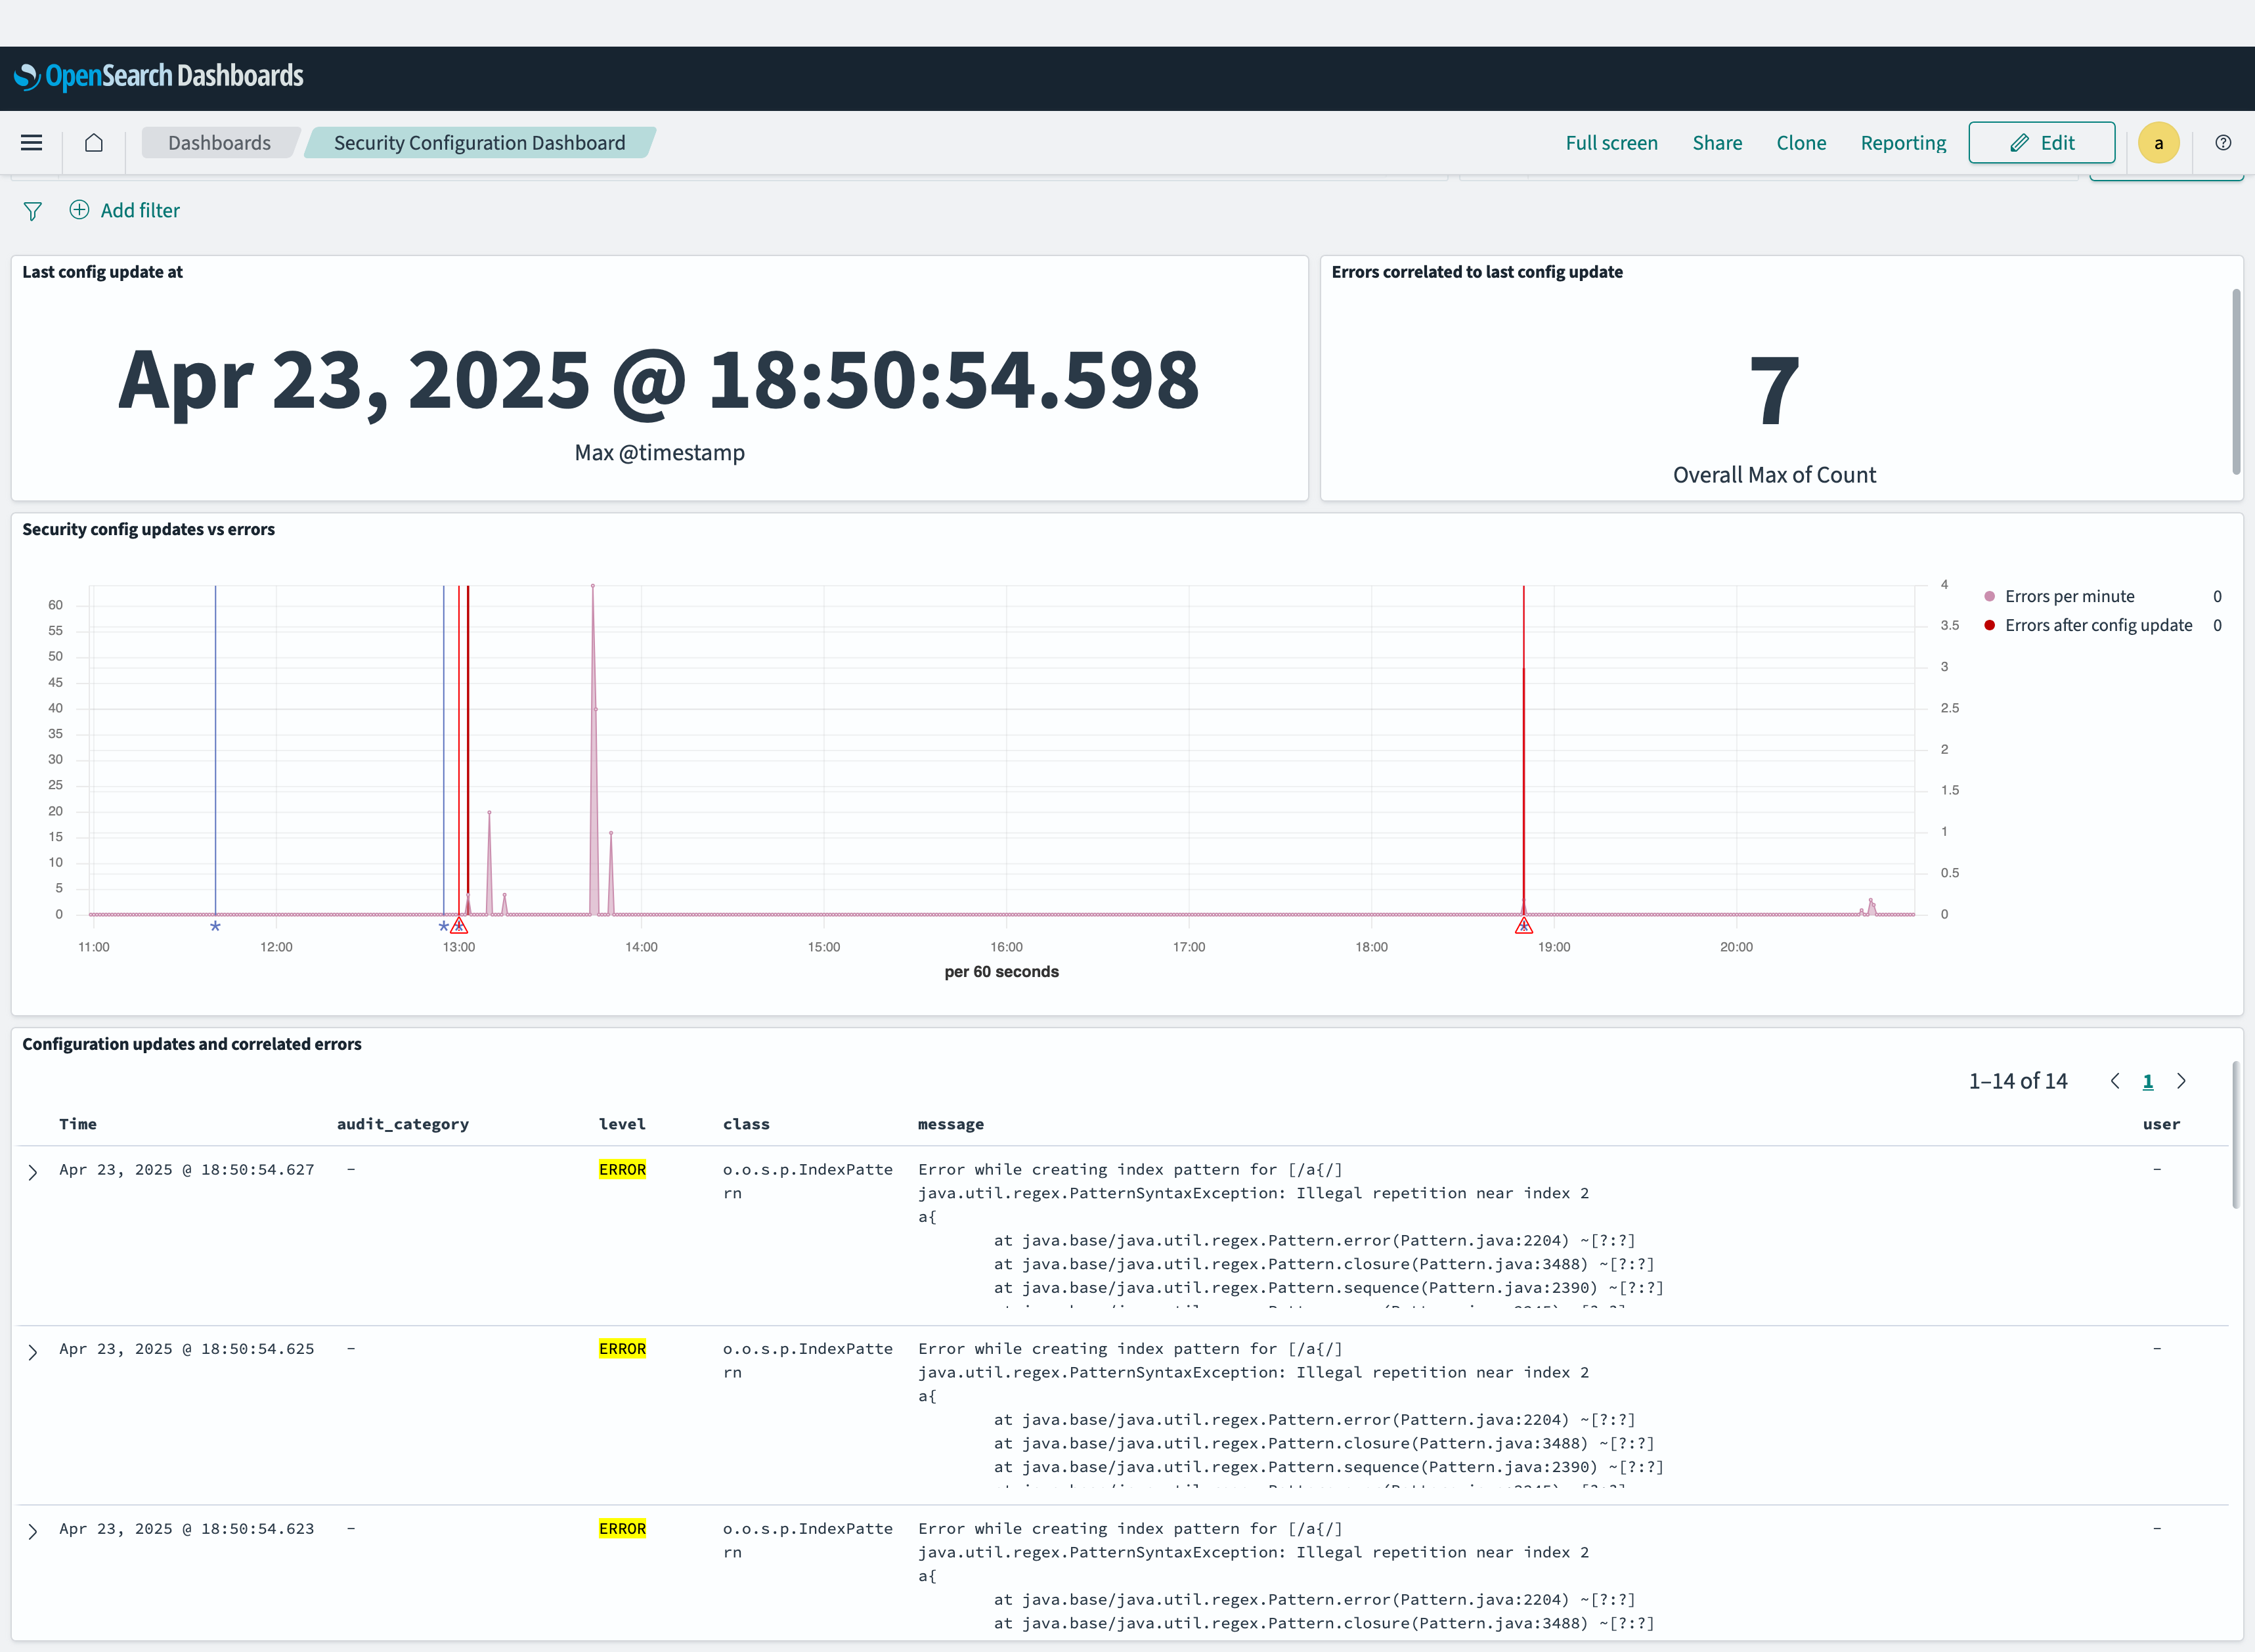 OpenSearch Dashboards
Dashboards
Security Configuration Dashboard
Full screen
Share
Clone
Reporting
Edit
a
Add filter
Last config update at
Apr 23, 2025 @ 18:50:54.598
Max @timestamp
Errors correlated to last config update
7
Overall Max of Count
Security config updates vs errors
60
55
50
45
40
35
30
25
20
15
10
5
0
4
3.5
3
2.5
2
1.5
1
0.5
0
11:00
12:00
13:00
14:00
15:00
16:00
17:00
18:00
19:00
20:00
per 60 seconds
Errors per minute 0
Errors after config update 0
Configuration updates and correlated errors
1–14 of 14
1
Time audit_category level class message user
Apr 23, 2025 @ 18:50:54.627 – ERROR o.o.s.p.IndexPatte Error while creating index pattern for [/a{/] –
rn java.util.regex.PatternSyntaxException: Illegal repetition near index 2
a{
at java.base/java.util.regex.Pattern.error(Pattern.java:2204) ~[?:?]
at java.base/java.util.regex.Pattern.closure(Pattern.java:3488) ~[?:?]
at java.base/java.util.regex.Pattern.sequence(Pattern.java:2390) ~[?:?]
Apr 23, 2025 @ 18:50:54.625 – ERROR o.o.s.p.IndexPatte Error while creating index pattern for [/a{/] –
rn java.util.regex.PatternSyntaxException: Illegal repetition near index 2
a{
at java.base/java.util.regex.Pattern.error(Pattern.java:2204) ~[?:?]
at java.base/java.util.regex.Pattern.closure(Pattern.java:3488) ~[?:?]
at java.base/java.util.regex.Pattern.sequence(Pattern.java:2390) ~[?:?]
Apr 23, 2025 @ 18:50:54.623 – ERROR o.o.s.p.IndexPatte Error while creating index pattern for [/a{/] –
rn java.util.regex.PatternSyntaxException: Illegal repetition near index 2
a{
at java.base/java.util.regex.Pattern.error(Pattern.java:2204) ~[?:?]
at java.base/java.util.regex.Pattern.closure(Pattern.java:3488) ~[?:?]